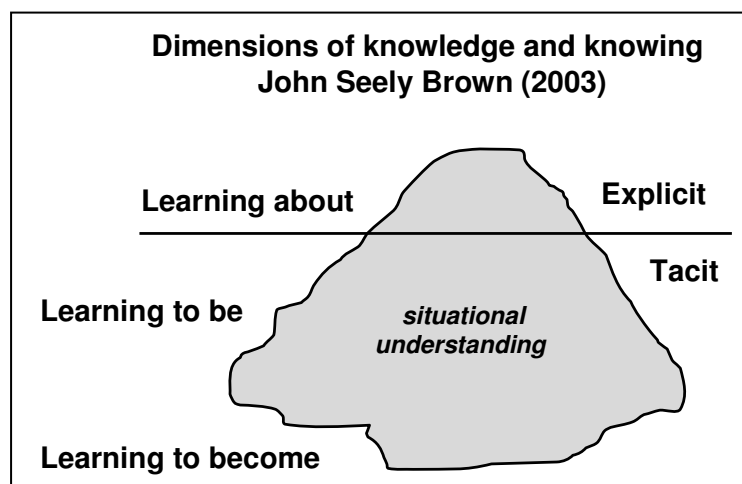 Dimensions of knowledge and knowing
John Seely Brown (2003)
Learning about
Explicit
Tacit
Learning to be
situational
understanding
Learning to become